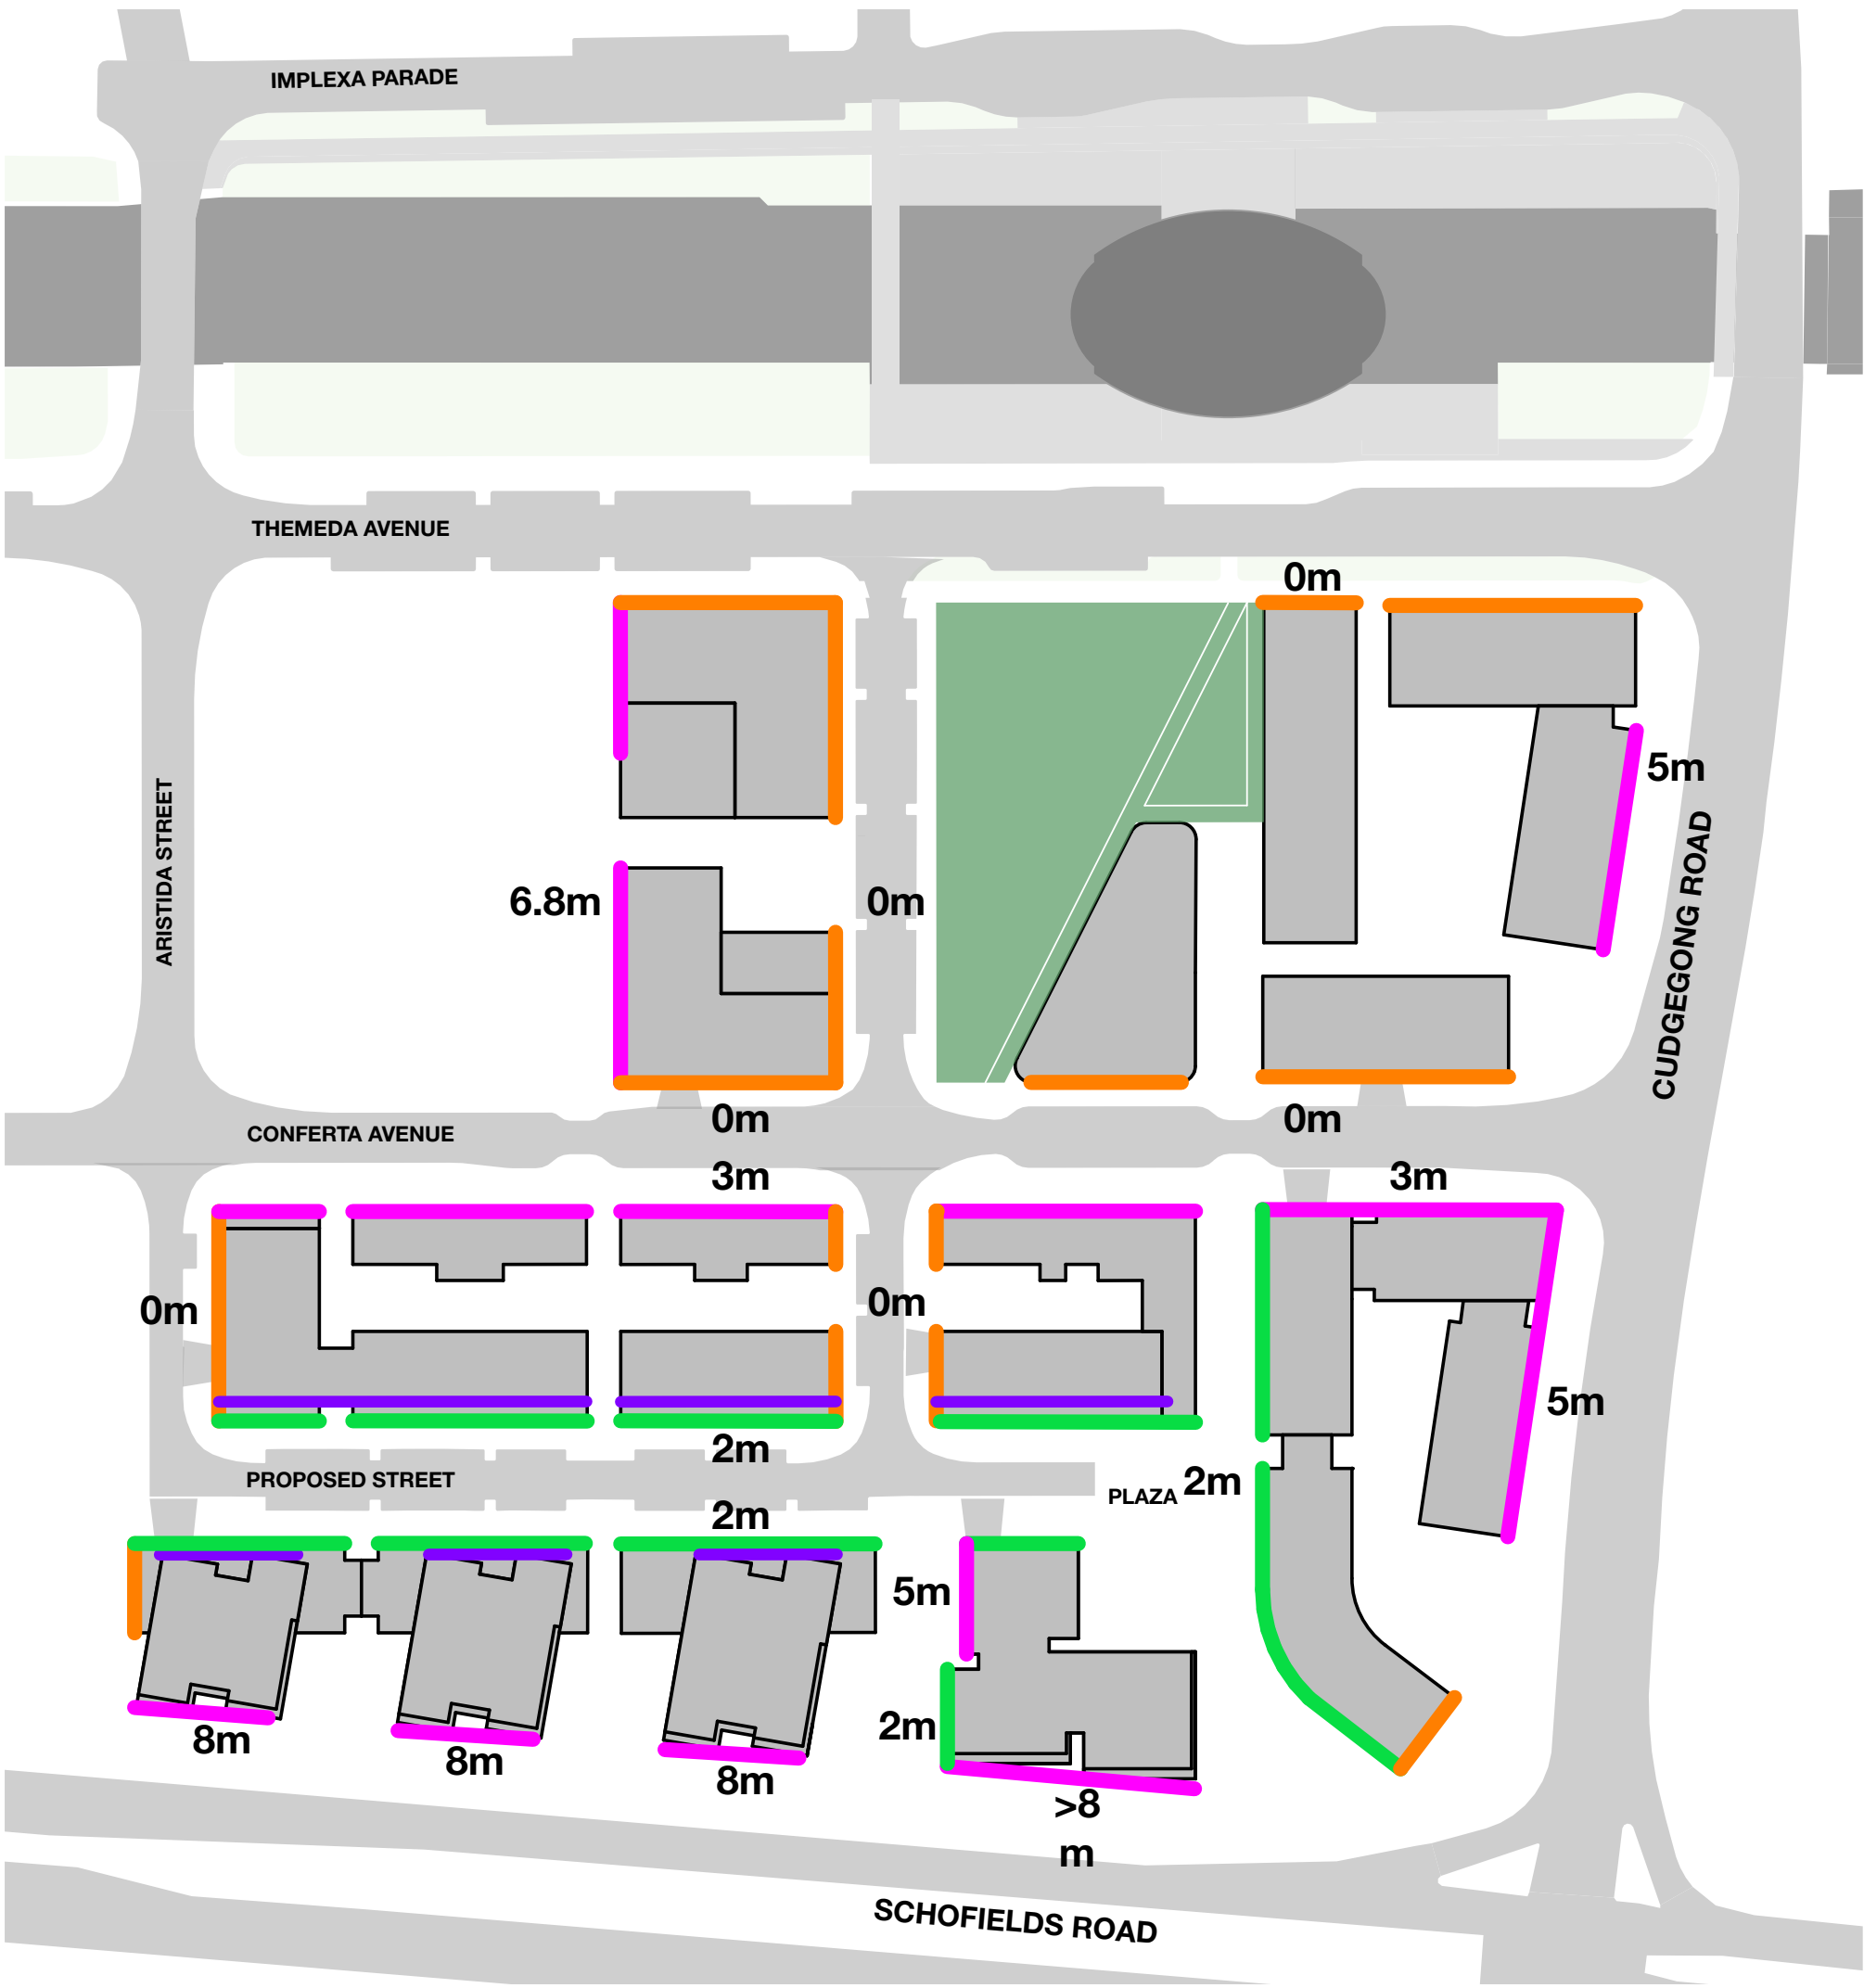 IMPLEXA PARADE
THEMEDA AVENUE
0m
5m
ARISTIDA STREET
6.8m
0m
CUDGEGONG ROAD
0m
0m
CONFERTA AVENUE
3m
3m
0m
0m
5m
2m
PROPOSED STREET
PLAZA
2m
2m
5m
2m
8m
8m
8m
>8
m
SCHOFIELDS ROAD